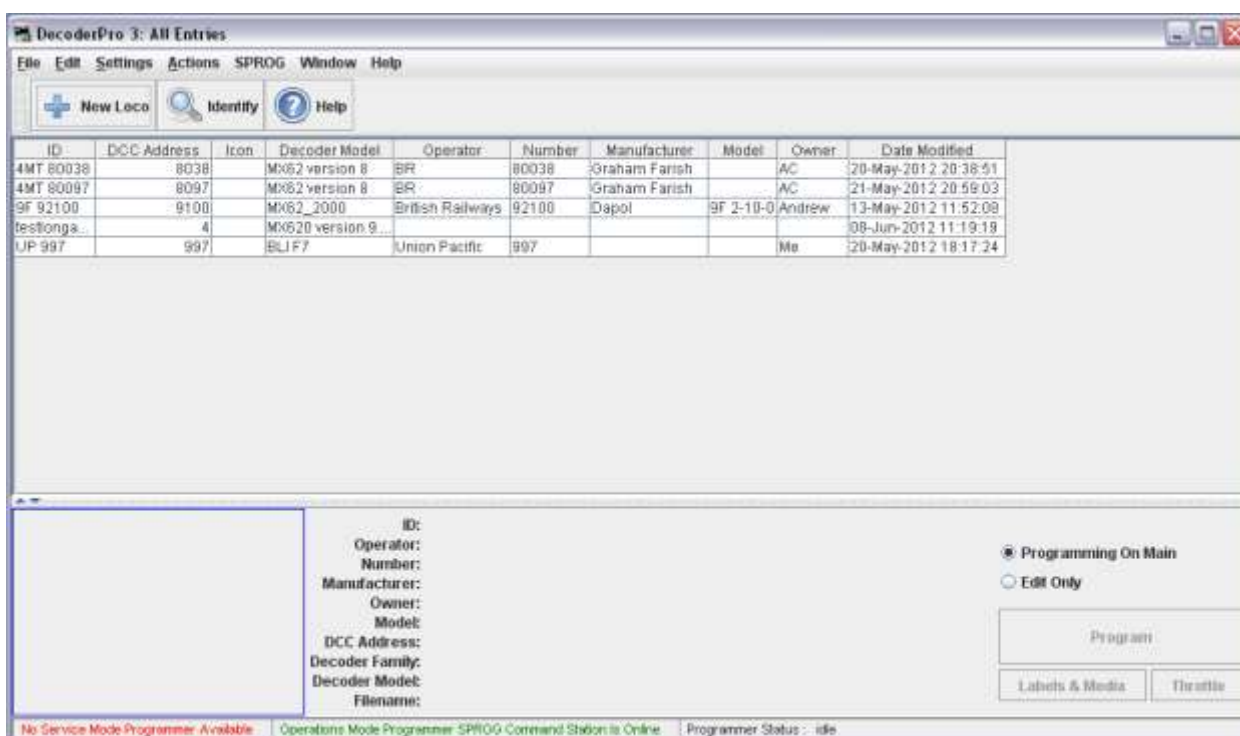 DecoderPro 3: All Entries
File Edit Settings Actions SPROG Window Help
New Loco Identify Help
ID DCC Address Icon Decoder Model Operator Number Manufacturer Model Owner Date Modified
4MT 80038 8038 MX62 version 8 BR 80038 Graham Farish AC 20-May-2012 20:38:51
4MT 80097 8097 MX62 version 8 BR 80097 Graham Farish AC 21-May-2012 20:59:03
9F 92100 9100 MX62_2000 British Railways 92100 Dapol 9F 2-10-0 Andrew 13-May-2012 11:52:08
testlonga... 4 MX620 version 9... 08-Jun-2012 11:19:19
UP 997 997 BLIF7 Union Pacific 997 Me 20-May-2012 18:17:24
ID:
Operator:
Number:
Manufacturer:
Owner:
Model:
DCC Address:
Decoder Family:
Decoder Model:
Filename:
Programming On Main
Edit Only
Program
Labels & Media Throttle
No Service Mode Programmer Available Operations Mode Programmer SPROG Command Station Is Online Programmer Status : idle